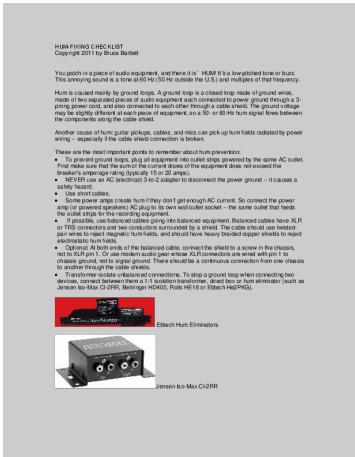 HUM-FIXING CHECKLIST
Copyright 2011 by Bruce Bartlett
You patch in a piece of audio equipment, and there it is ’ HUM! It’s a low-pitched tone or buzz.
This annoying sound is a tone at 60 Hz (50 Hz outside the U.S.) and multiples of that frequency.
Hum is caused mainly by ground loops. A ground loop is a closed loop made of ground wires,
made of two separated pieces of audio equipment each connected to power ground through a 3-
prong power cord, and also connected to each other through a cable shield. The ground voltage
may be slightly different at each piece of equipment, so a 50- or 60-Hz hum signal flows between
the components along the cable shield.
Another cause of hum: guitar pickups, cables, and mics can pick up hum fields radiated by power
wiring -- especially if the cable shield connection is broken.
These are the most important points to remember about hum prevention:
• To prevent ground loops, plug all equipment into outlet strips powered by the same AC outlet.
First make sure that the sum of the current draws of the equipment does not exceed the
breaker's amperage rating (typically 15 or 20 amps).
• NEVER use an AC (electrical) 3-to-2 adapter to disconnect the power ground -- it causes a
safety hazard.
• Use short cables.
• Some power amps create hum if they don't get enough AC current. So connect the power
amp (or powered speakers) AC plug to its own wall outlet socket -- the same outlet that feeds
the outlet strips for the recording equipment.
• If possible, use balanced cables going into balanced equipment. Balanced cables have XLR
or TRS connectors and two conductors surrounded by a shield. The cable should use twisted-
pair wires to reject magnetic hum fields, and should have heavy braided copper shields to reject
electrostatic hum fields.
• Optional: At both ends of the balanced cable, connect the shield to a screw in the chassis,
not to XLR pin 1. Or use modern audio gear whose XLR connectors are wired with pin 1 to
chassis ground, not to signal ground. There should be a continuous connection from one chassis
to another through the cable shields.
• Transformer-isolate unbalanced connections. To stop a ground loop when connecting two
devices, connect between them a 1:1 isolation transformer, direct box or hum eliminator (such as
Jensen Iso-Max CI-2RR, Behringer HD400, Rolls HE18 or Ebtech He2PKG).
Ebtech Hum Eliminators
Jensen Iso-Max CI-2RR